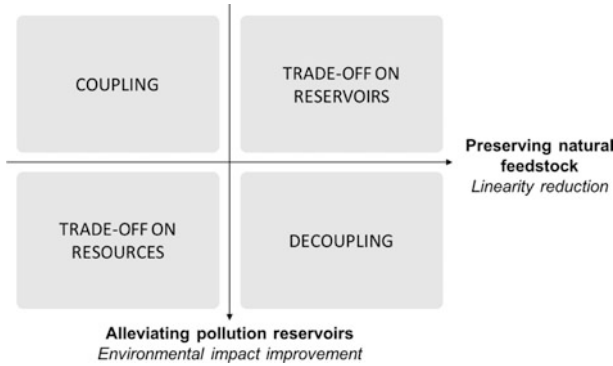 COUPLING
TRADE-OFF ON
RESERVOIRS
Preserving natural
feedstock
Linearity reduction
TRADE-OFF ON
RESOURCES
DECOUPLING
Alleviating pollution reservoirs
Environmental impact improvement